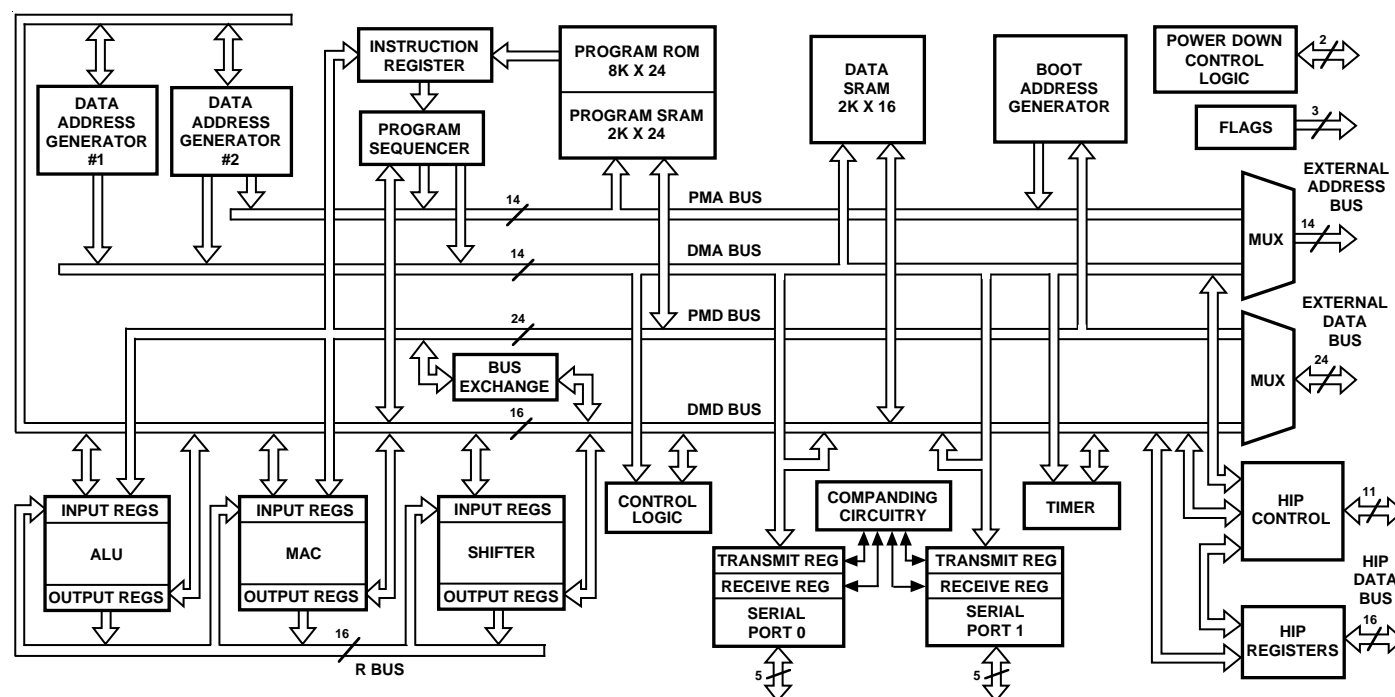 DATA
ADDRESS
GENERATOR
#1
DATA
ADDRESS
GENERATOR
#2
INSTRUCTION
REGISTER
PROGRAM
SEQUENCER
PROGRAM ROM
8K X 24
PROGRAM SRAM
2K X 24
DATA
SRAM
2K X 16
BOOT
ADDRESS
GENERATOR
POWER DOWN
CONTROL
LOGIC
2
FLAGS
3
EXTERNAL
ADDRESS
BUS
14
PMA BUS
MUX
14
14
DMA BUS
EXTERNAL
DATA
BUS
24
PMD BUS
MUX
24
BUS
EXCHANGE
16
DMD BUS
INPUT REGS
ALU
OUTPUT REGS
INPUT REGS
MAC
OUTPUT REGS
INPUT REGS
SHIFTER
OUTPUT REGS
16
R BUS
CONTROL
LOGIC
COMPANDING
CIRCUITRY
TIMER
TRANSMIT REG
RECEIVE REG
SERIAL
PORT 0
5
TRANSMIT REG
RECEIVE REG
SERIAL
PORT 1
5
HIP
CONTROL
11
HIP
DATA
BUS
HIP
REGISTERS
16